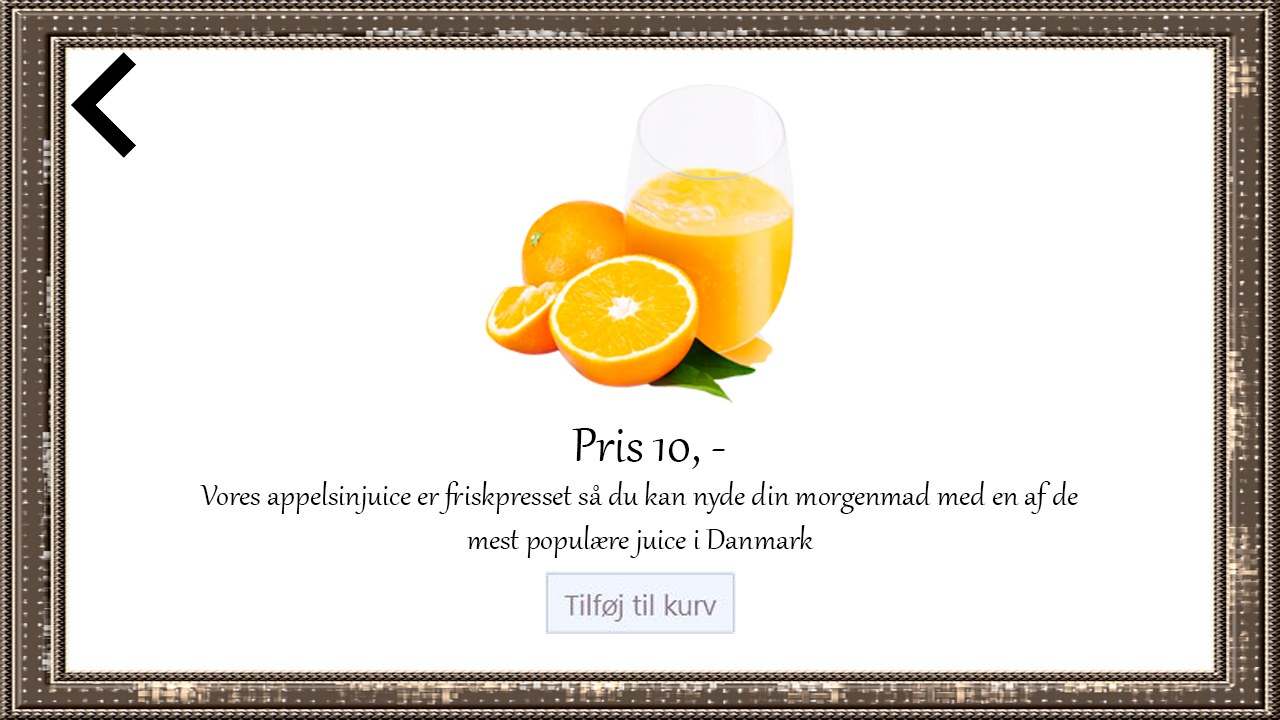 Pris 10, -
Vores appelsinjuice er friskpresset så du kan nyde din morgenmad med en af de
mest populære juice i Danmark
Tilføj til kurv